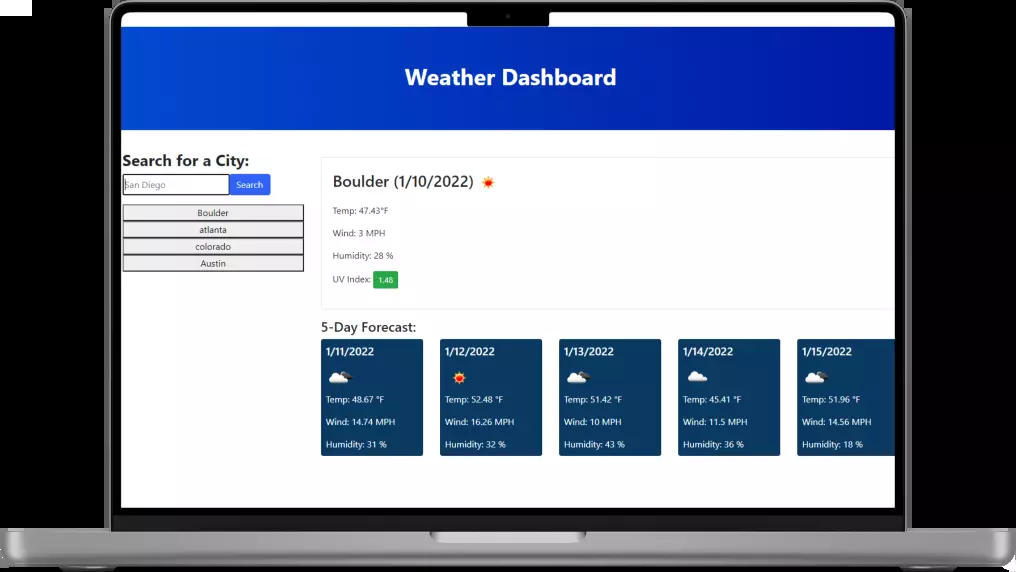 Weather Dashboard
Search for a City:
San Diego
Search
Boulder
atlanta
colorado
Austin
Boulder (1/10/2022)
Temp: 47.43°F
Wind: 3 MPH
Humidity: 28 %
UV Index: 1.48
5-Day Forecast:
1/11/2022
Temp: 48.67 °F
Wind: 14.74 MPH
Humidity: 31 %
1/12/2022
Temp: 52.48 °F
Wind: 16.26 MPH
Humidity: 32 %
1/13/2022
Temp: 51.42 °F
Wind: 10 MPH
Humidity: 43 %
1/14/2022
Temp: 45.41 °F
Wind: 11.5 MPH
Humidity: 36 %
1/15/2022
Temp: 51.96 °F
Wind: 14.56 MPH
Humidity: 18 %